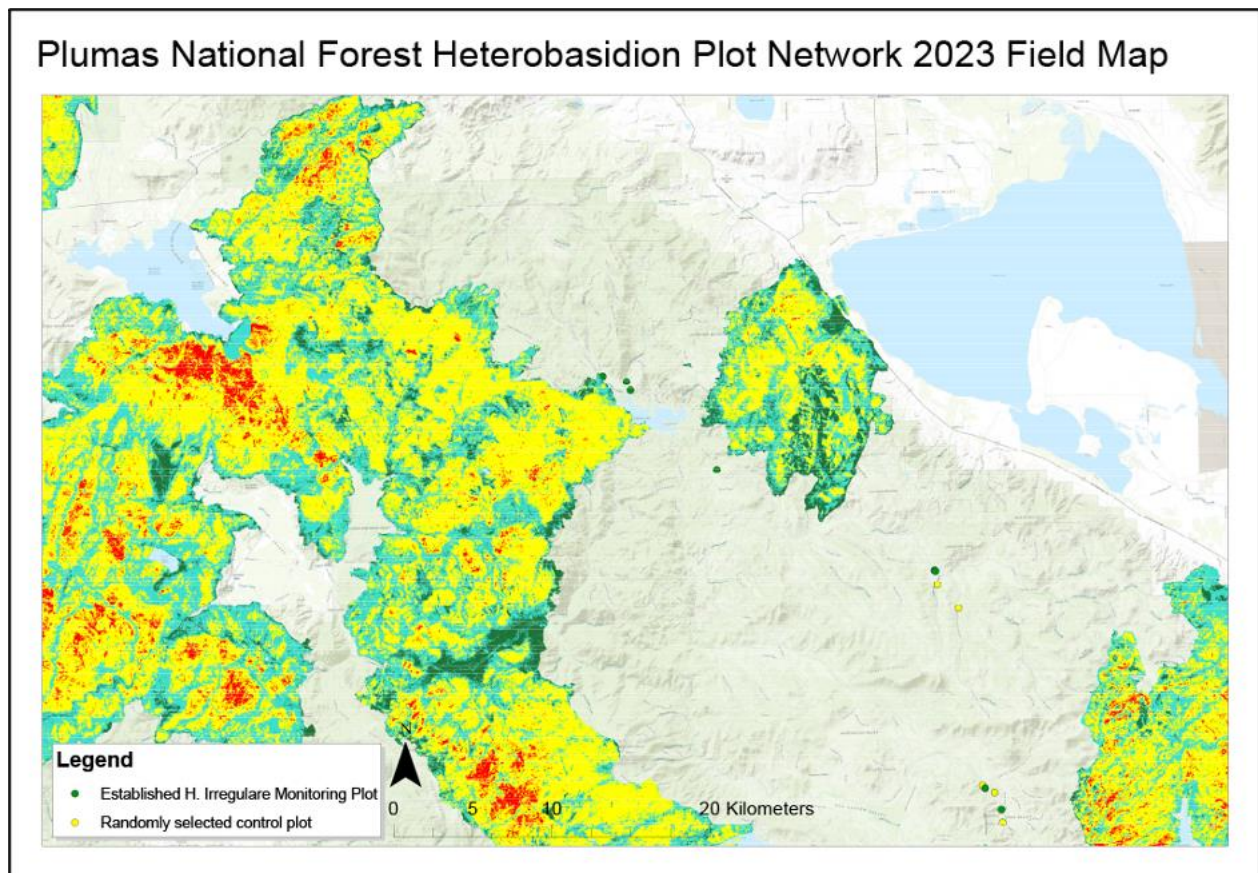 Plumas National Forest Heterobasidion Plot Network 2023 Field Map
N
Legend
Established H. Irregulare Monitoring Plot
Randomly selected control plot
0 5 10 20 Kilometers